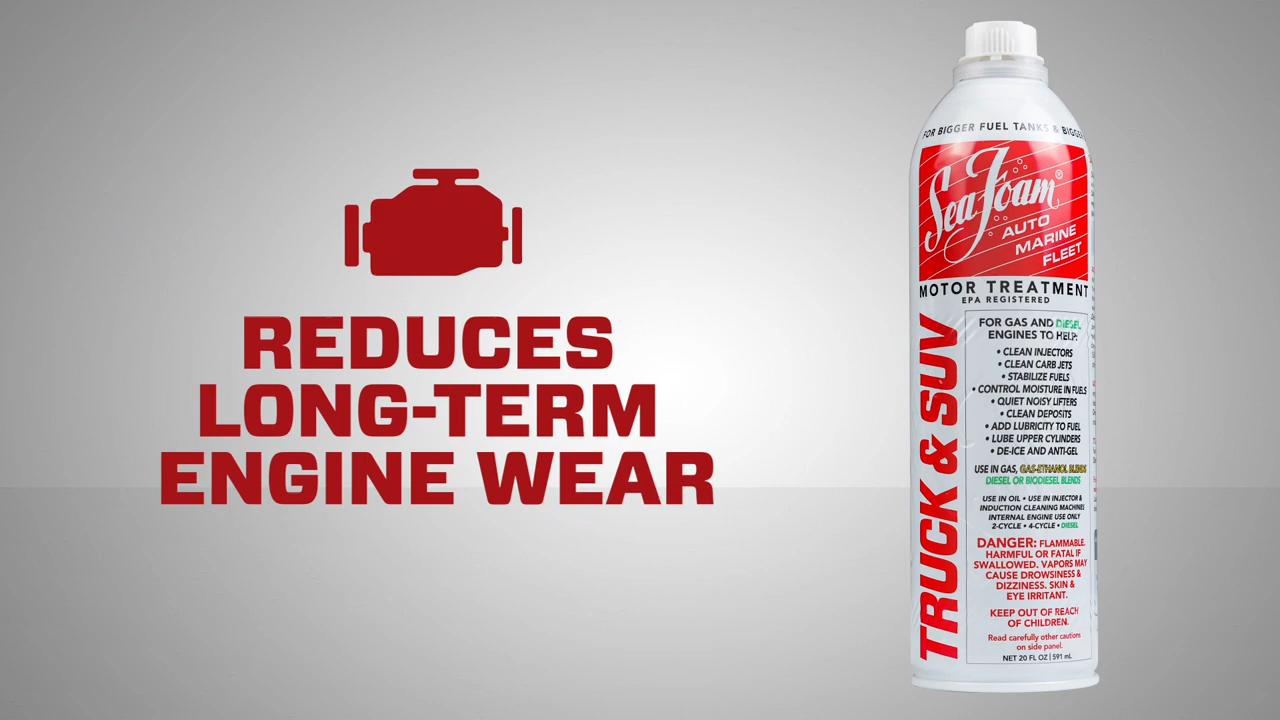 REDUCES
LONG-TERM
ENGINE WEAR
FOR BIGGER FUEL TANKS & BIGGE
Sea Foam®
AUTO
MARINE
FLEET
MOTOR TREATMENT
EPA REGISTERED
TRUCK & SUV
FOR GAS AND DIESEL
ENGINES TO HELP:
• CLEAN INJECTORS
• CLEAN CARB JETS
• STABILIZE FUELS
• CONTROL MOISTURE IN FUELS
• QUIET NOISY LIFTERS
• CLEAN DEPOSITS
• ADD LUBRICITY TO FUEL
• LUBE UPPER CYLINDERS
• DE-ICE AND ANTI-GEL
USE IN GAS, GAS-ETHANOL BLENDS
DIESEL OR BIODIESEL BLENDS
USE IN OIL • USE IN INJECTOR &
INDUCTION CLEANING MACHINES
INTERNAL ENGINE USE ONLY
2-CYCLE • 4-CYCLE • DIESEL
DANGER: FLAMMABLE.
HARMFUL OR FATAL IF
SWALLOWED. VAPORS MAY
CAUSE DROWSINESS &
DIZZINESS. SKIN &
EYE IRRITANT.
KEEP OUT OF REACH
OF CHILDREN.
Read carefully other cautions
on side panel.
NET 20 FL OZ | 591 mL